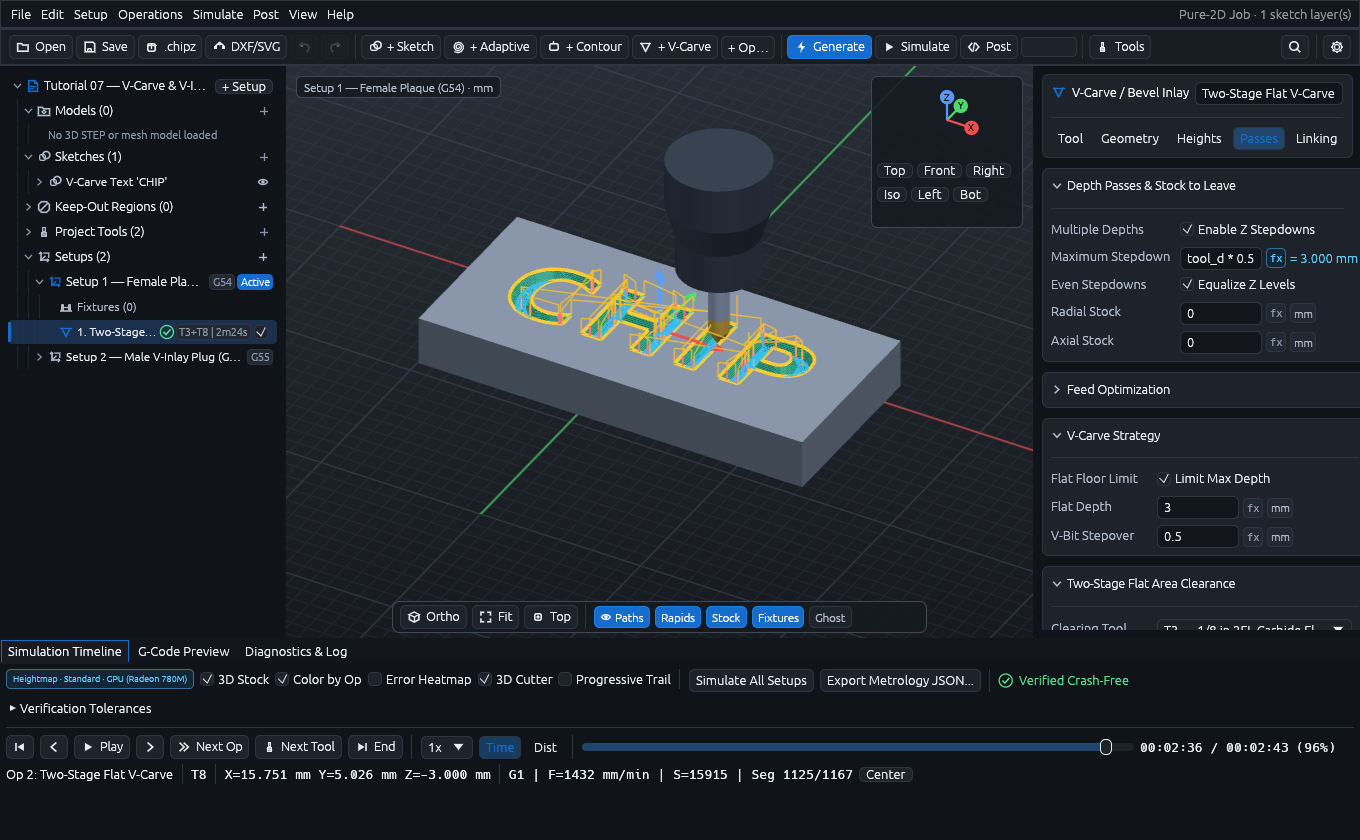 File Edit Setup Operations Simulate Post View Help
Pure-2D Job · 1 sketch layer(s)
Open Save .chipz DXF/SVG + Sketch + Adaptive + Contour + V-Carve + Op... Generate Simulate Post Tools
Tutorial 07 — V-Carve & V-I... + Setup
Models (0) +
No 3D STEP or mesh model loaded
Sketches (1) +
V-Carve Text 'CHIP'
Keep-Out Regions (0) +
Project Tools (2) +
Setups (2) +
Setup 1 — Female Pla... G54 Active
Fixtures (0)
1. Two-Stage... T3+T8 | 2m24s
Setup 2 — Male V-Inlay Plug (G... G55
Setup 1 — Female Plaque (G54) · mm
Z
Y
X
Top Front Right
Iso Left Bot
CHIP
Ortho Fit Top Paths Rapids Stock Fixtures Ghost
V-Carve / Bevel Inlay Two-Stage Flat V-Carve
Tool Geometry Heights Passes Linking
Depth Passes & Stock to Leave
Multiple Depths Enable Z Stepdowns
Maximum Stepdown tool_d * 0.5 fx = 3.000 mm
Even Stepdowns Equalize Z Levels
Radial Stock 0 fx mm
Axial Stock 0 fx mm
Feed Optimization
V-Carve Strategy
Flat Floor Limit Limit Max Depth
Flat Depth 3 fx mm
V-Bit Stepover 0.5 fx mm
Two-Stage Flat Area Clearance
Clearing Tool T3 — 1/8 in 2FL Carbide Fl...
Simulation Timeline G-Code Preview Diagnostics & Log
Heightmap · Standard · GPU (Radeon 780M) 3D Stock Color by Op Error Heatmap 3D Cutter Progressive Trail Simulate All Setups Export Metrology JSON... Verified Crash-Free
Verification Tolerances
Play Next Op Next Tool End 1x Time Dist 00:02:36 / 00:02:43 (96%)
Op 2: Two-Stage Flat V-Carve T8 X=15.751 mm Y=5.026 mm Z=-3.000 mm G1 | F=1432 mm/min | S=15915 | Seg 1125/1167 Center